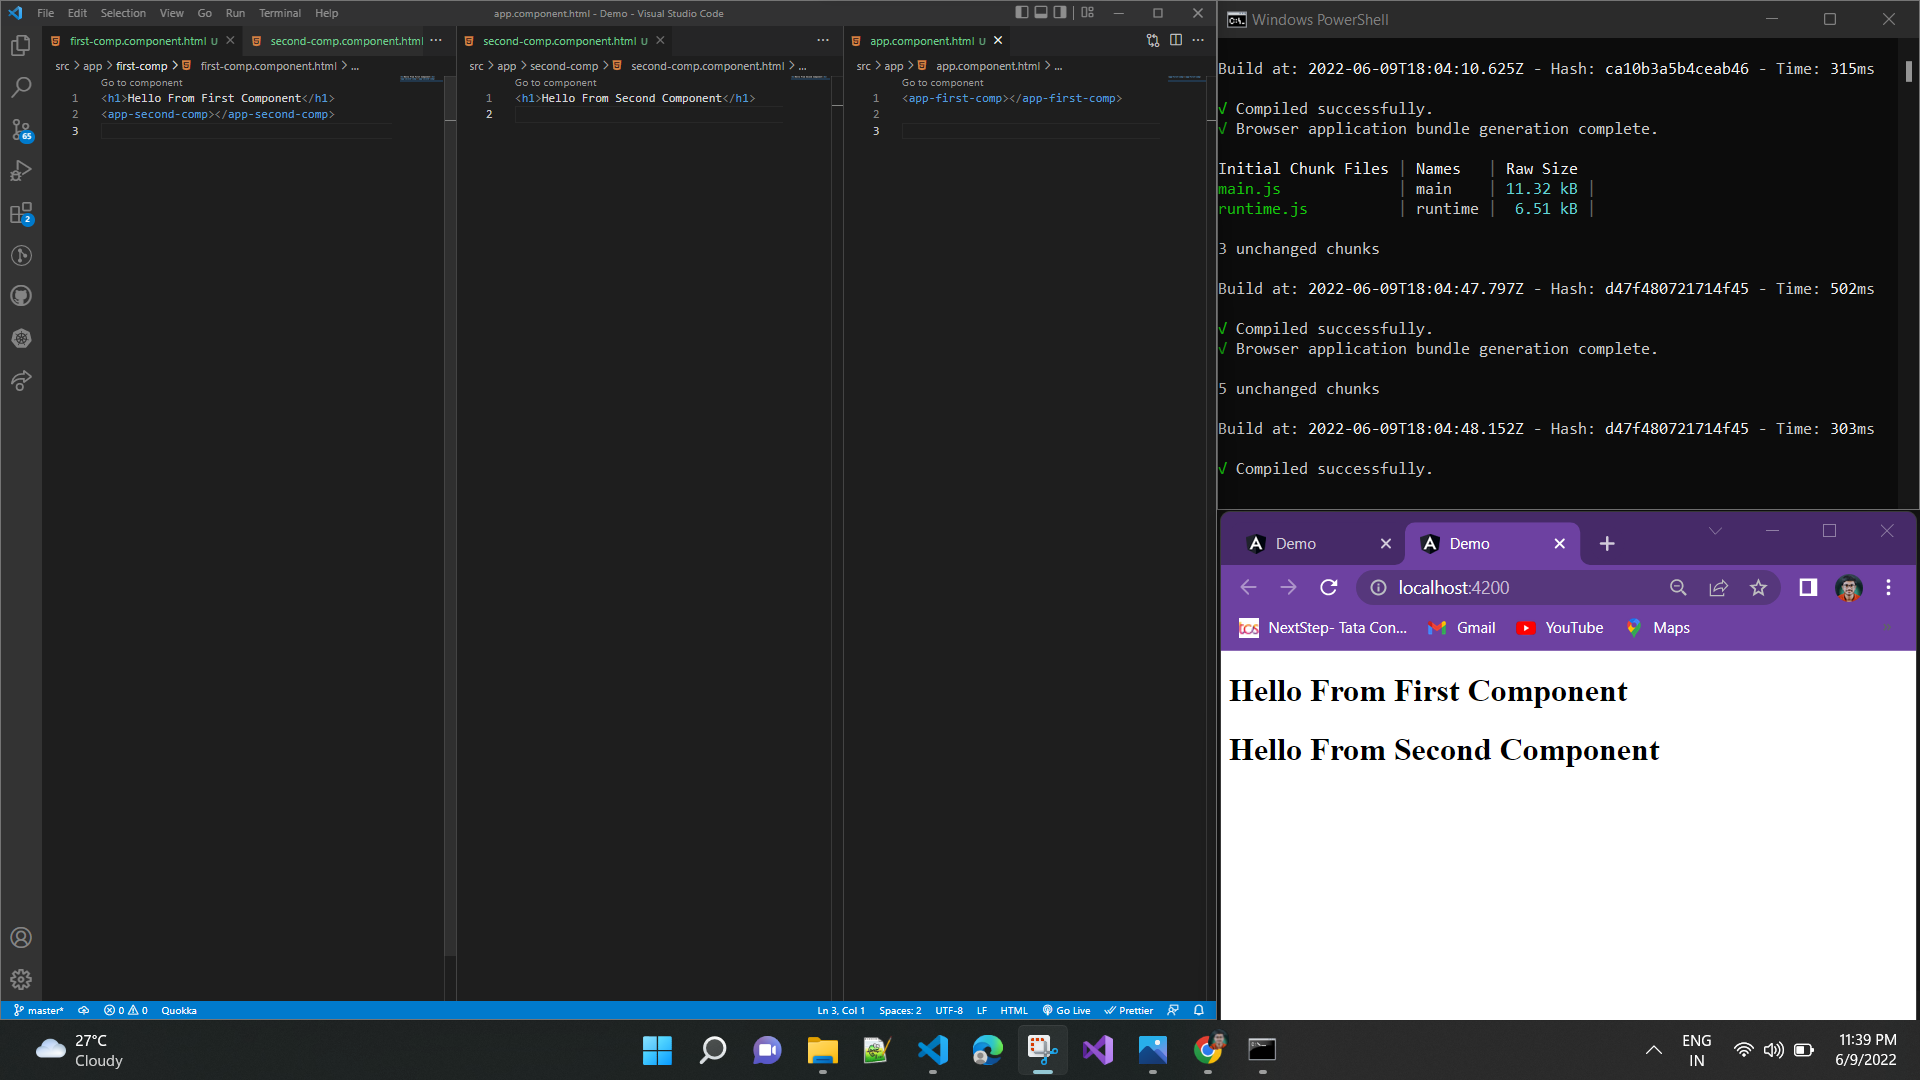 File Edit Selection View Go Run Terminal Help
app.component.html - Demo - Visual Studio Code
first-comp.component.html U
second-comp.component.html
src > app > first-comp > first-comp.component.html > ...
Go to component
1 <h1>Hello From First Component</h1>
2 <app-second-comp></app-second-comp>
3
second-comp.component.html U
src > app > second-comp > second-comp.component.html > ...
Go to component
1 <h1>Hello From Second Component</h1>
2
app.component.html U
src > app > app.component.html > ...
Go to component
1 <app-first-comp></app-first-comp>
2
3
65
2
master* 0 0 Quokka
Ln 3, Col 1 Spaces: 2 UTF-8 LF HTML Go Live Prettier
Windows PowerShell
Build at: 2022-06-09T18:04:10.625Z - Hash: ca10b3a5b4ceab46 - Time: 315ms
√ Compiled successfully.
√ Browser application bundle generation complete.
Initial Chunk Files | Names | Raw Size
main.js | main | 11.32 kB |
runtime.js | runtime | 6.51 kB |
3 unchanged chunks
Build at: 2022-06-09T18:04:47.797Z - Hash: d47f480721714f45 - Time: 502ms
√ Compiled successfully.
√ Browser application bundle generation complete.
5 unchanged chunks
Build at: 2022-06-09T18:04:48.152Z - Hash: d47f480721714f45 - Time: 303ms
√ Compiled successfully.
Demo
Demo
localhost:4200
tcs NextStep- Tata Con... Gmail YouTube Maps
Hello From First Component
Hello From Second Component
27°C
Cloudy
ENG
IN
11:39 PM
6/9/2022